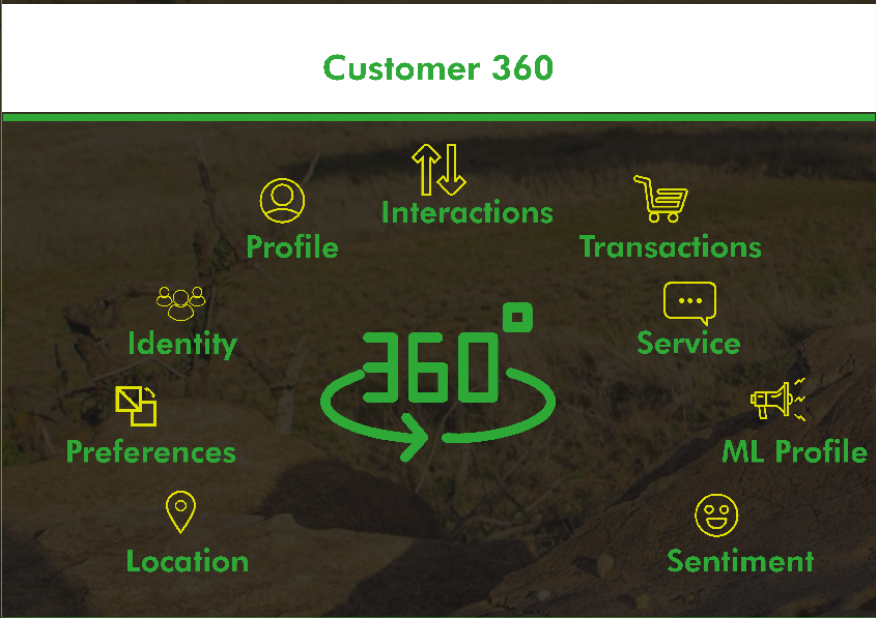 Customer 360
Interactions
Profile
Transactions
Identity
Service
360°
Preferences
ML Profile
Location
Sentiment